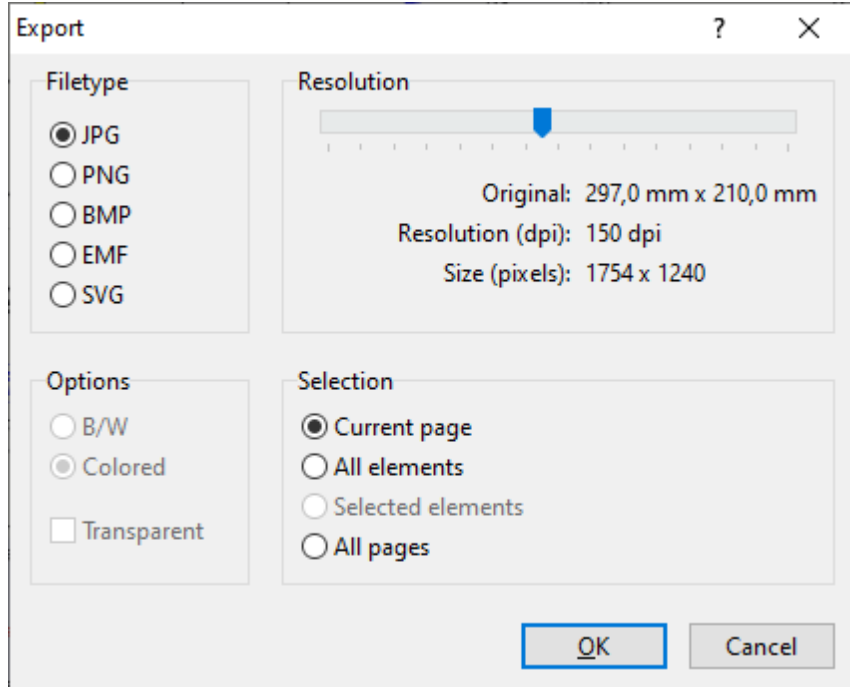 Export
Filetype
JPG
PNG
BMP
EMF
SVG
Resolution
Original: 297,0 mm x 210,0 mm
Resolution (dpi): 150 dpi
Size (pixels): 1754 x 1240
Options
B/W
Colored
Transparent
Selection
Current page
All elements
Selected elements
All pages
OK
Cancel